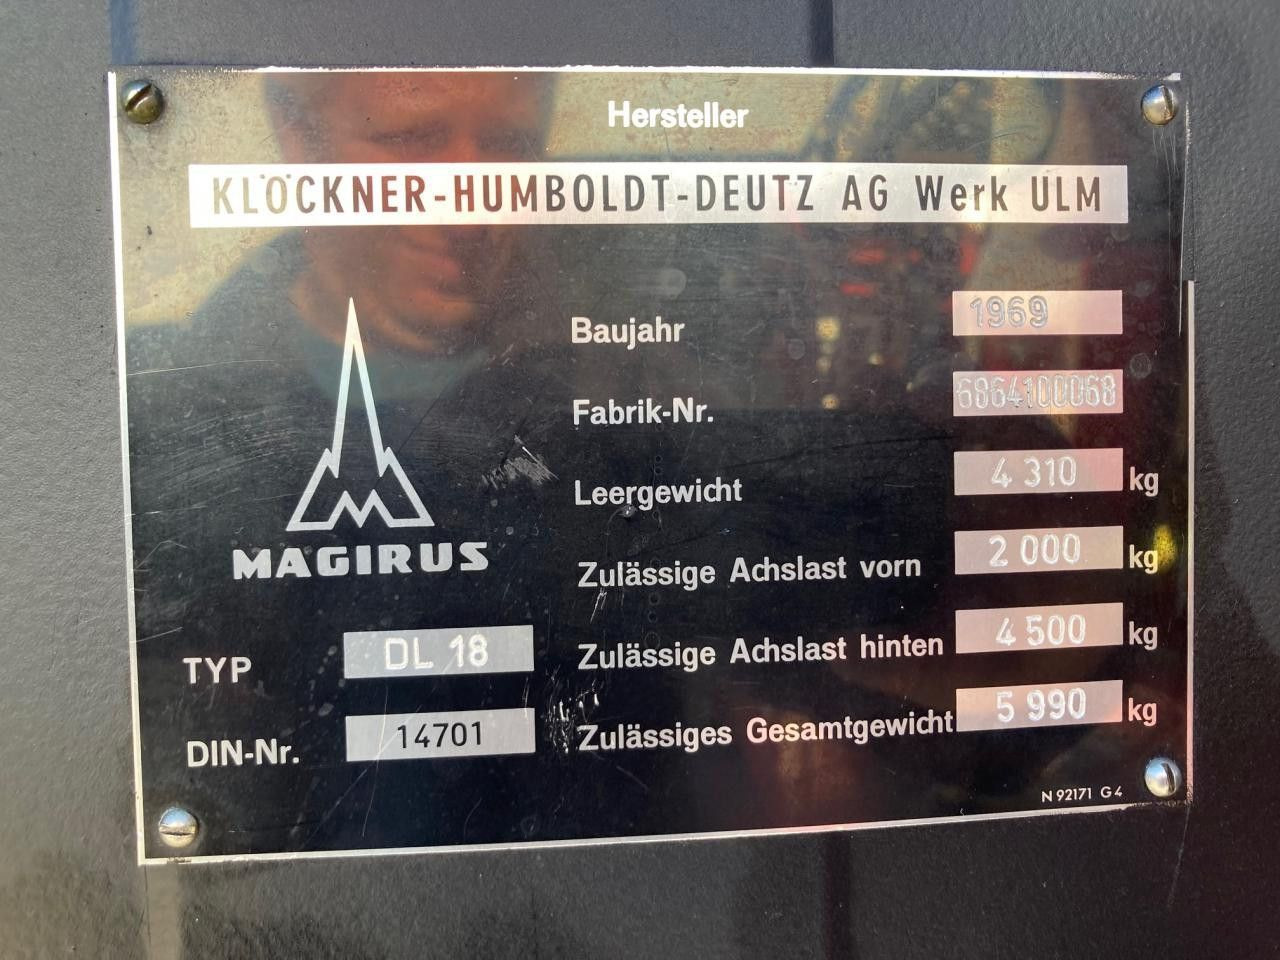 Hersteller
KLÖCKNER-HUMBOLDT-DEUTZ AG Werk ULM
Baujahr 1969
Fabrik-Nr. 6864100068
Leergewicht 4 310 kg
Zulässige Achslast vorn 2 000 kg
Zulässige Achslast hinten 4 500 kg
Zulässiges Gesamtgewicht 5 990 kg
M
MAGIRUS
TYP DL 18
DIN-Nr. 14701
N 92171 G4